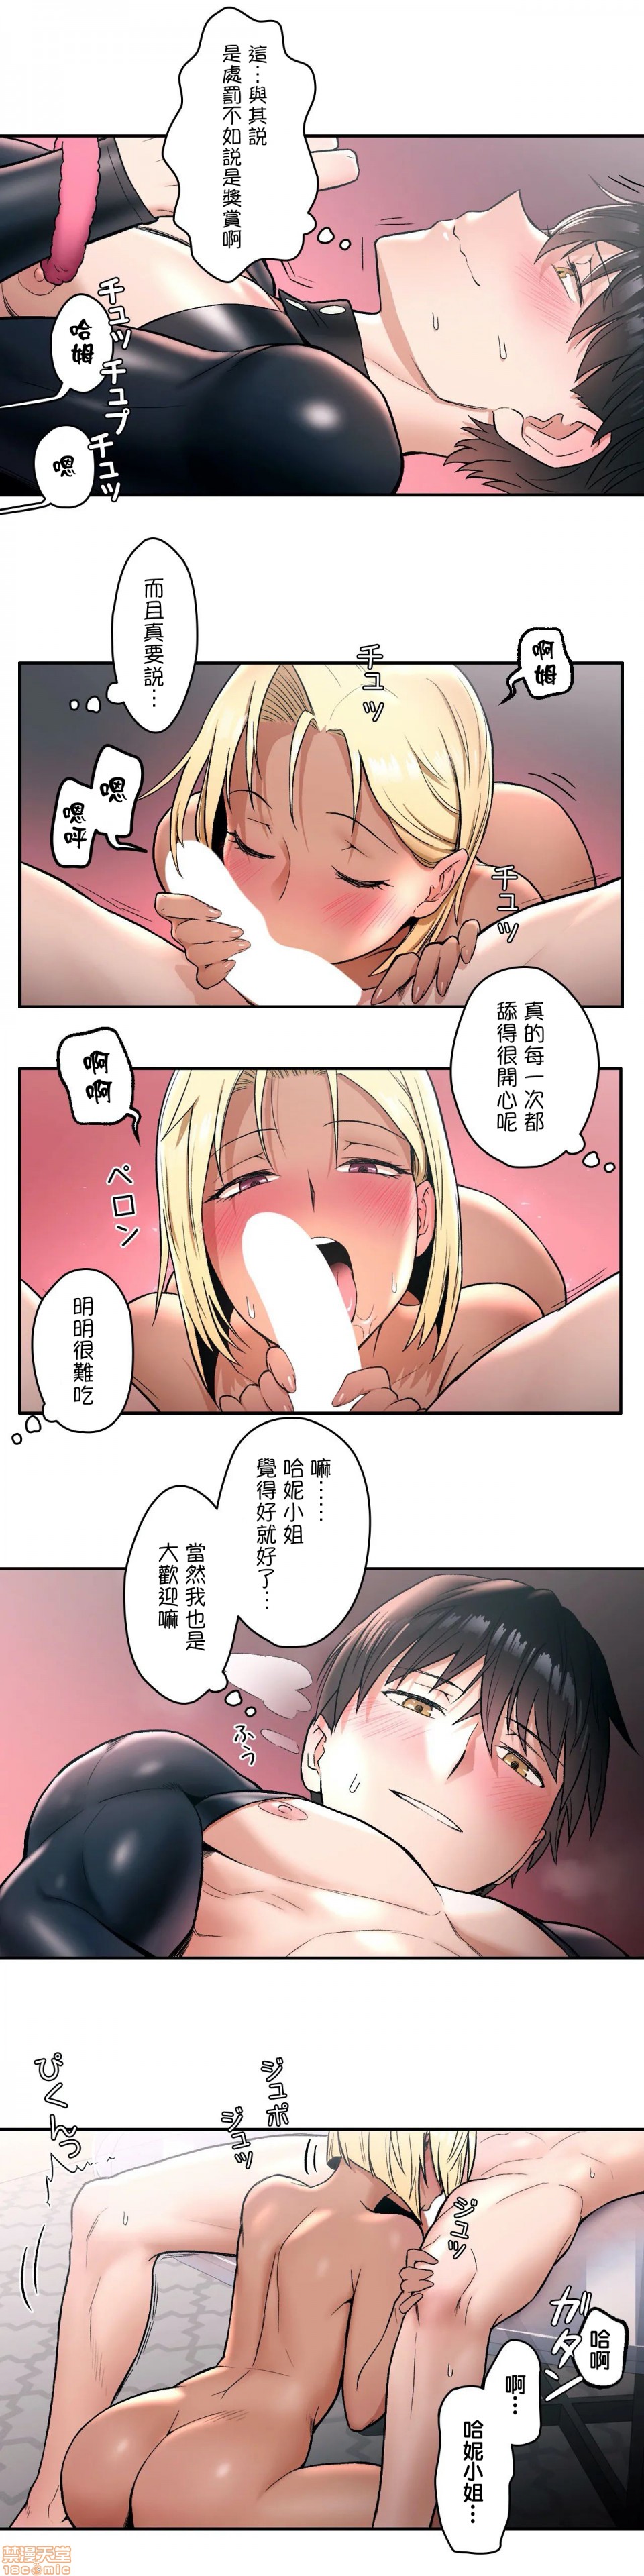 這…與其說
是處罰不如說是獎賞啊
チュッ
チュプ
チュッ
哈姆
嗯
而且真要說…
チュッ
啊姆
嗯
嗯呼
チュッ
真的每一次都
舔得很開心呢
啊
啊
ペロン
明明很難吃
嘛……
哈妮小姐
覺得好就好了…
當然我也是
大歡迎嘛
ふぅ
ぴくんっ
ジュポ
ジュッ
ジュッ
ガタン
哈啊
啊…
哈妮小姐…
禁漫天堂
18comic